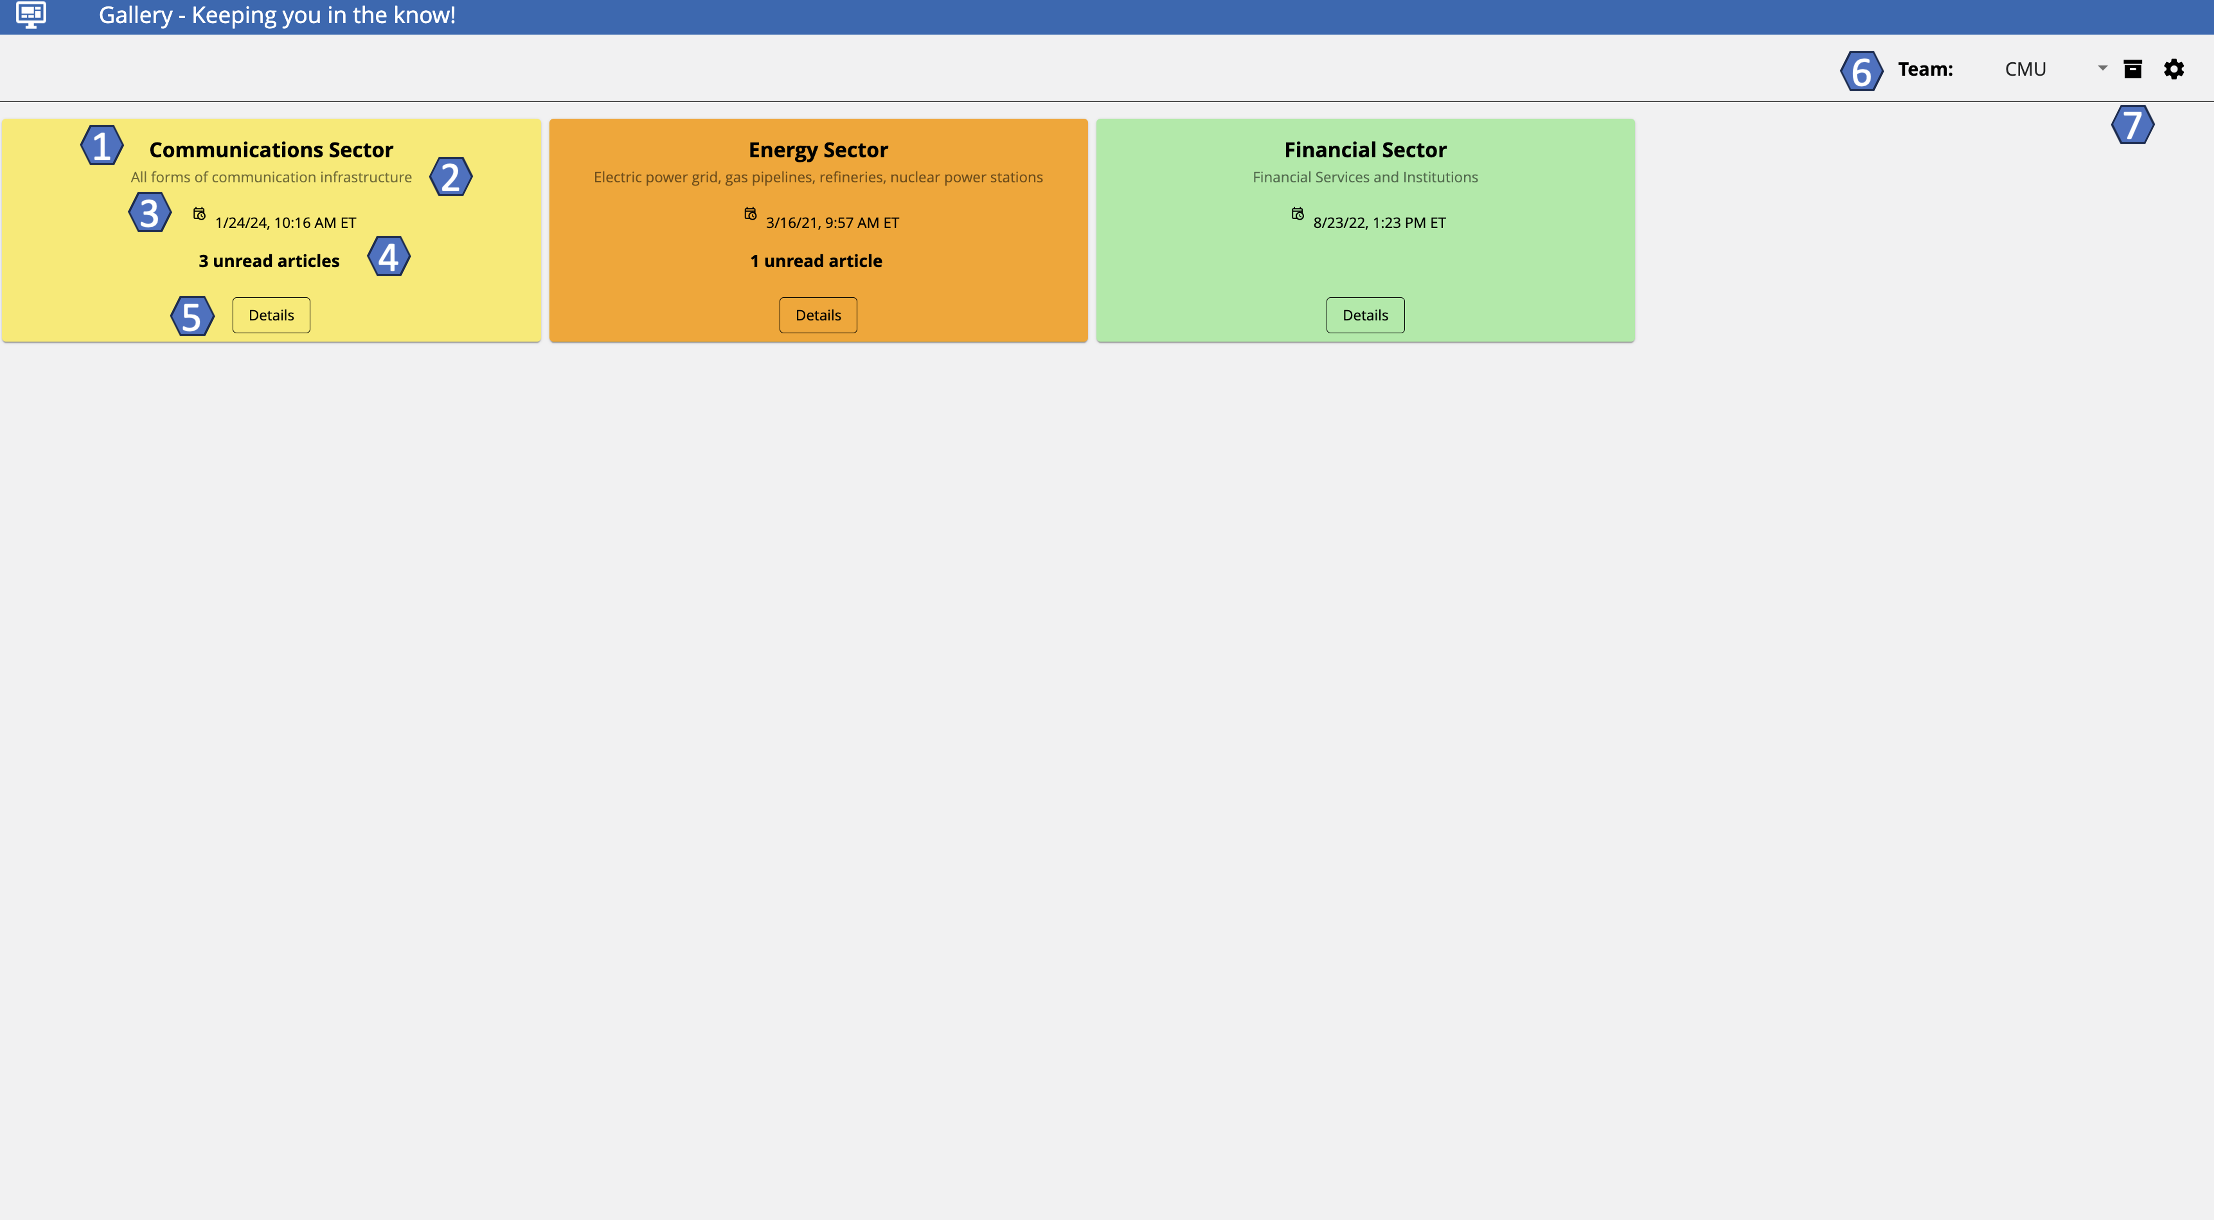 Gallery - Keeping you in the know!
6 Team: CMU
7
1 Communications Sector
All forms of communication infrastructure 2
3 1/24/24, 10:16 AM ET
3 unread articles 4
5 Details
Energy Sector
Electric power grid, gas pipelines, refineries, nuclear power stations
3/16/21, 9:57 AM ET
1 unread article
Details
Financial Sector
Financial Services and Institutions
8/23/22, 1:23 PM ET
Details